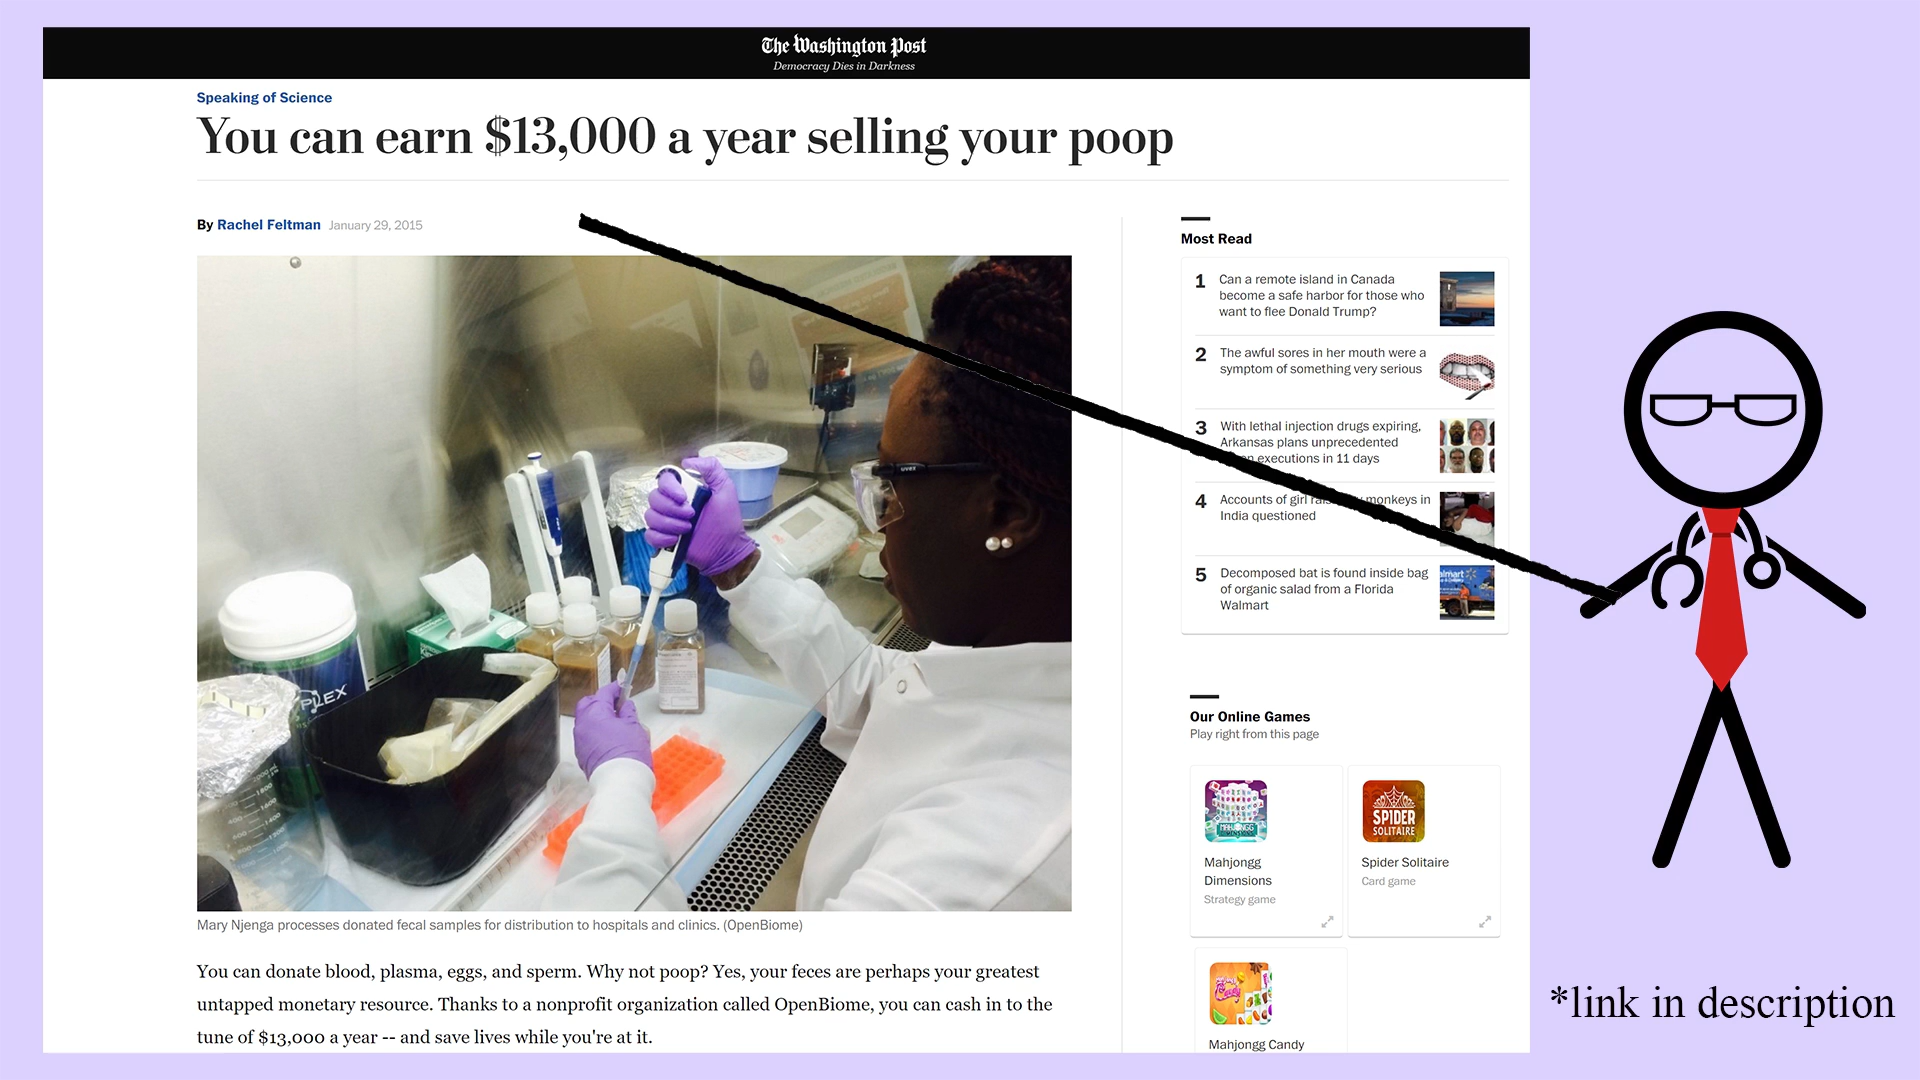 The Washington Post
Democracy Dies in Darkness
Speaking of Science
You can earn $13,000 a year selling your poop
By Rachel Feltman January 29, 2015
Mary Njenga processes donated fecal samples for distribution to hospitals and clinics. (OpenBiome)
You can donate blood, plasma, eggs, and sperm. Why not poop? Yes, your feces are perhaps your greatest
untapped monetary resource. Thanks to a nonprofit organization called OpenBiome, you can cash in to the
tune of $13,000 a year -- and save lives while you're at it.
Most Read
1 Can a remote island in Canada
become a safe harbor for those who
want to flee Donald Trump?
2 The awful sores in her mouth were a
symptom of something very serious
3 With lethal injection drugs expiring,
Arkansas plans unprecedented
executions in 11 days
4 Accounts of girl monkeys in
India questioned
5 Decomposed bat is found inside bag
of organic salad from a Florida
Walmart
Our Online Games
Play right from this page
Mahjongg
Dimensions
Strategy game
SPIDER
SOLITAIRE
Spider Solitaire
Card game
Mahjongg Candy
*link in description